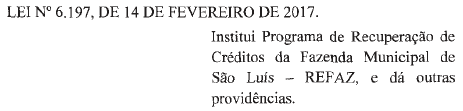 LEI Nº 6.197, DE 14 DE FEVEREIRO DE 2017.
Institui Programa de Recuperação de
Créditos da Fazenda Municipal de
São Luís – REFAZ, e dá outras
providências.